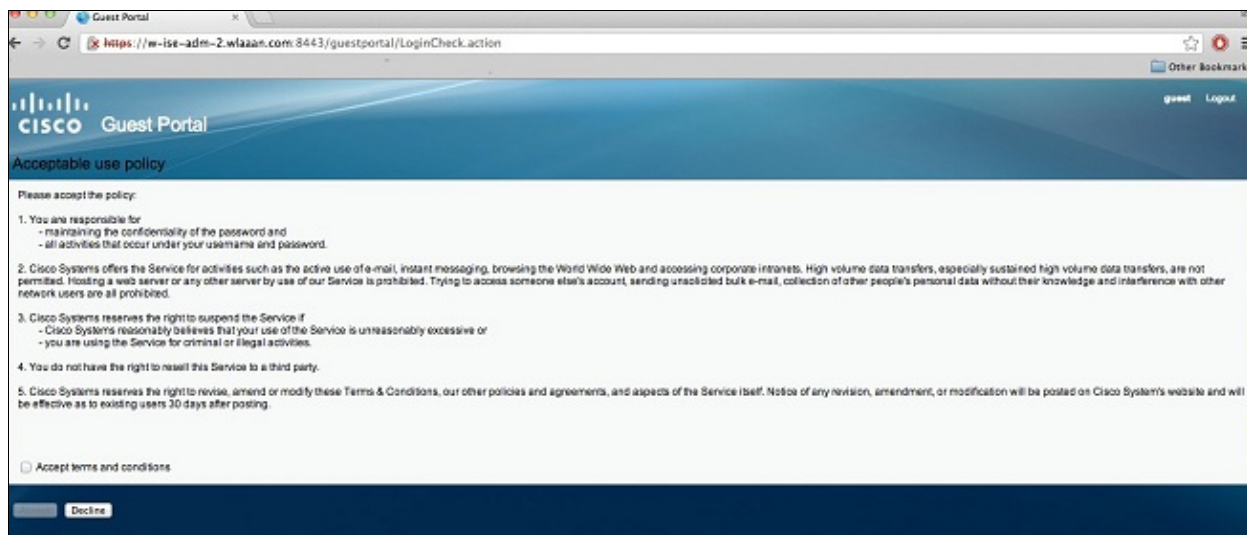 Guest Portal
https://w-ise-adm-2.wlaaan.com:8443/guestportal/LoginCheck.action
Other Bookmark
CISCO Guest Portal
guest Logout
Acceptable use policy
Please accept the policy:
1. You are responsible for
- maintaining the confidentiality of the password and
- all activities that occur under your username and password.
2. Cisco Systems offers the Service for activities such as the active use of e-mail, instant messaging, browsing the World Wide Web and accessing corporate intranets. High volume data transfers, especially sustained high volume data transfers, are not
permitted. Hosting a web server or any other server by use of our Service is prohibited. Trying to access someone else's account, sending unsolicited bulk e-mail, collection of other people's personal data without their knowledge and interference with other
network users are all prohibited.
3. Cisco Systems reserves the right to suspend the Service if
- Cisco Systems reasonably believes that your use of the Service is unreasonably excessive or
- you are using the Service for criminal or illegal activities.
4. You do not have the right to resell this Service to a third party.
5. Cisco Systems reserves the right to revise, amend or modify these Terms & Conditions, our other policies and agreements, and aspects of the Service itself. Notice of any revision, amendment, or modification will be posted on Cisco System's website and will
be effective as to existing users 30 days after posting.
Accept terms and conditions
Decline